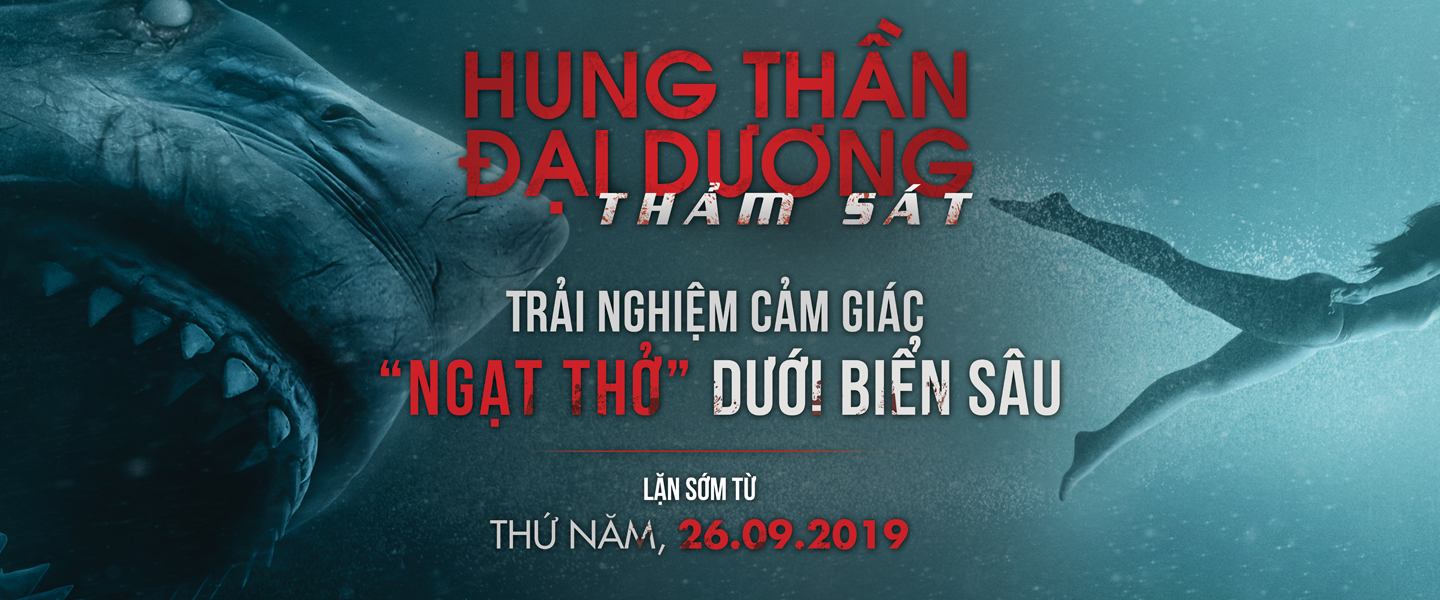 HUNG THẦN
ĐẠI DƯƠNG
THẢM SÁT
TRẢI NGHIỆM CẢM GIÁC
“NGẠT THỞ” DƯỚI BIỂN SÂU
LẶN SỚM TỪ
THỨ NĂM, 26.09.2019